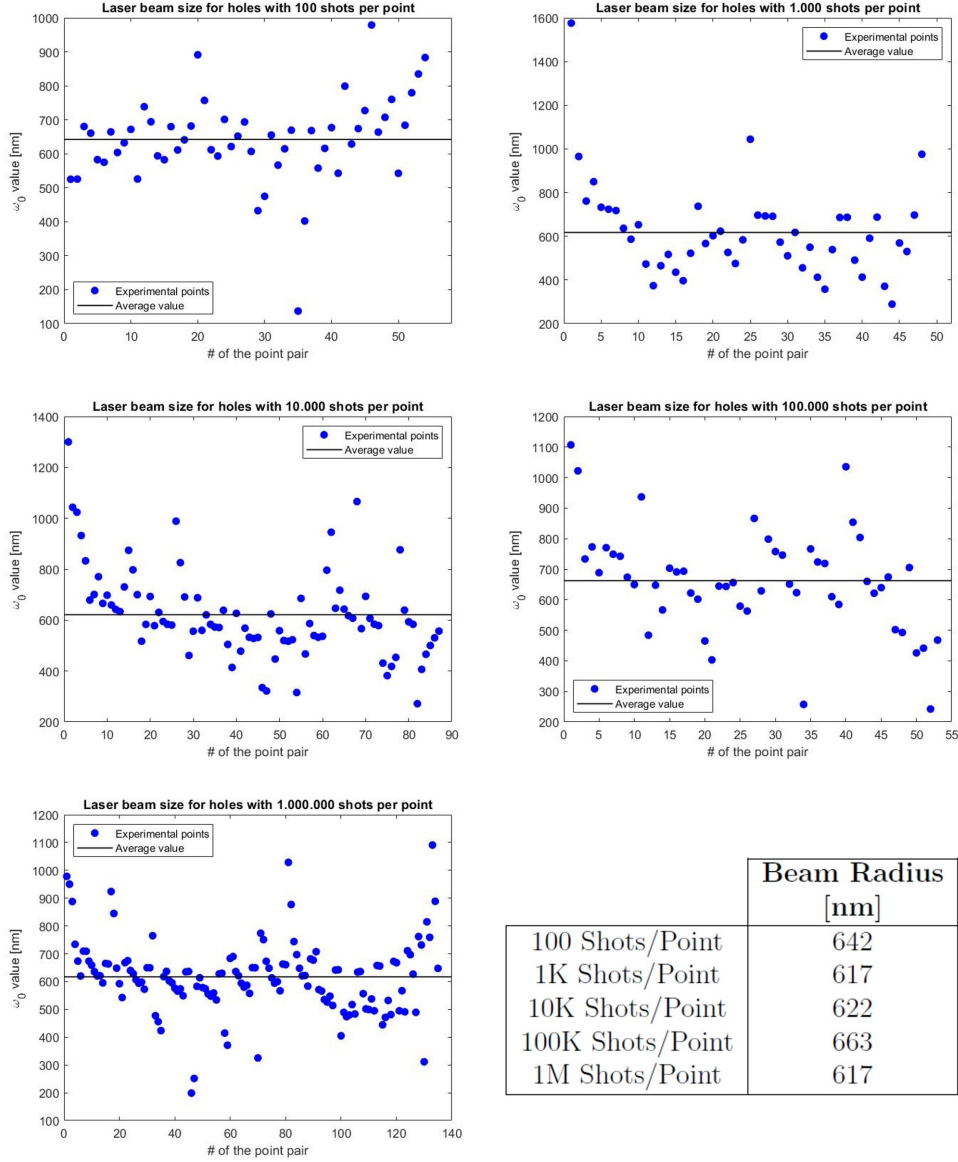 Laser beam size for holes with 100 shots per point
1000
900
800
700
600
500
400
300
200
100
ω0 value [nm]
Experimental points
Average value
0 10 20 30 40 50
# of the point pair
Laser beam size for holes with 1.000 shots per point
1600
1400
1200
1000
800
600
400
200
ω0 value [nm]
Experimental points
Average value
0 5 10 15 20 25 30 35 40 45 50
# of the point pair
Laser beam size for holes with 10.000 shots per point
1400
1200
1000
800
600
400
200
ω0 value [nm]
Experimental points
Average value
0 10 20 30 40 50 60 70 80 90
# of the point pair
Laser beam size for holes with 100.000 shots per point
1200
1100
1000
900
800
700
600
500
400
300
200
ω0 value [nm]
Experimental points
Average value
0 5 10 15 20 25 30 35 40 45 50 55
# of the point pair
Laser beam size for holes with 1.000.000 shots per point
1200
1100
1000
900
800
700
600
500
400
300
200
100
ω0 value [nm]
Experimental points
Average value
0 20 40 60 80 100 120 140
# of the point pair
Beam Radius
[nm]
100 Shots/Point 642
1K Shots/Point 617
10K Shots/Point 622
100K Shots/Point 663
1M Shots/Point 617